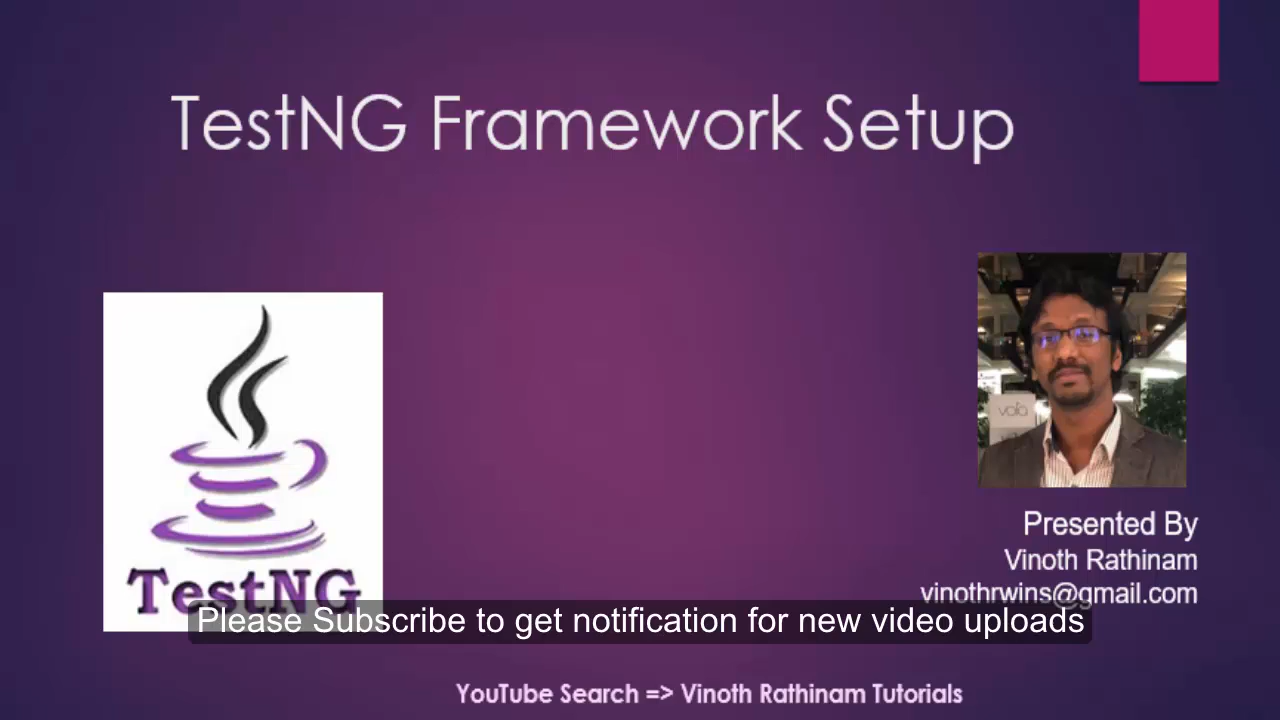 TestNG Framework Setup
voila
Presented By
Vinoth Rathinam
vinothrwins@gmail.com
TestNG
Please Subscribe to get notification for new video uploads
YouTube Search => Vinoth Rathinam Tutorials